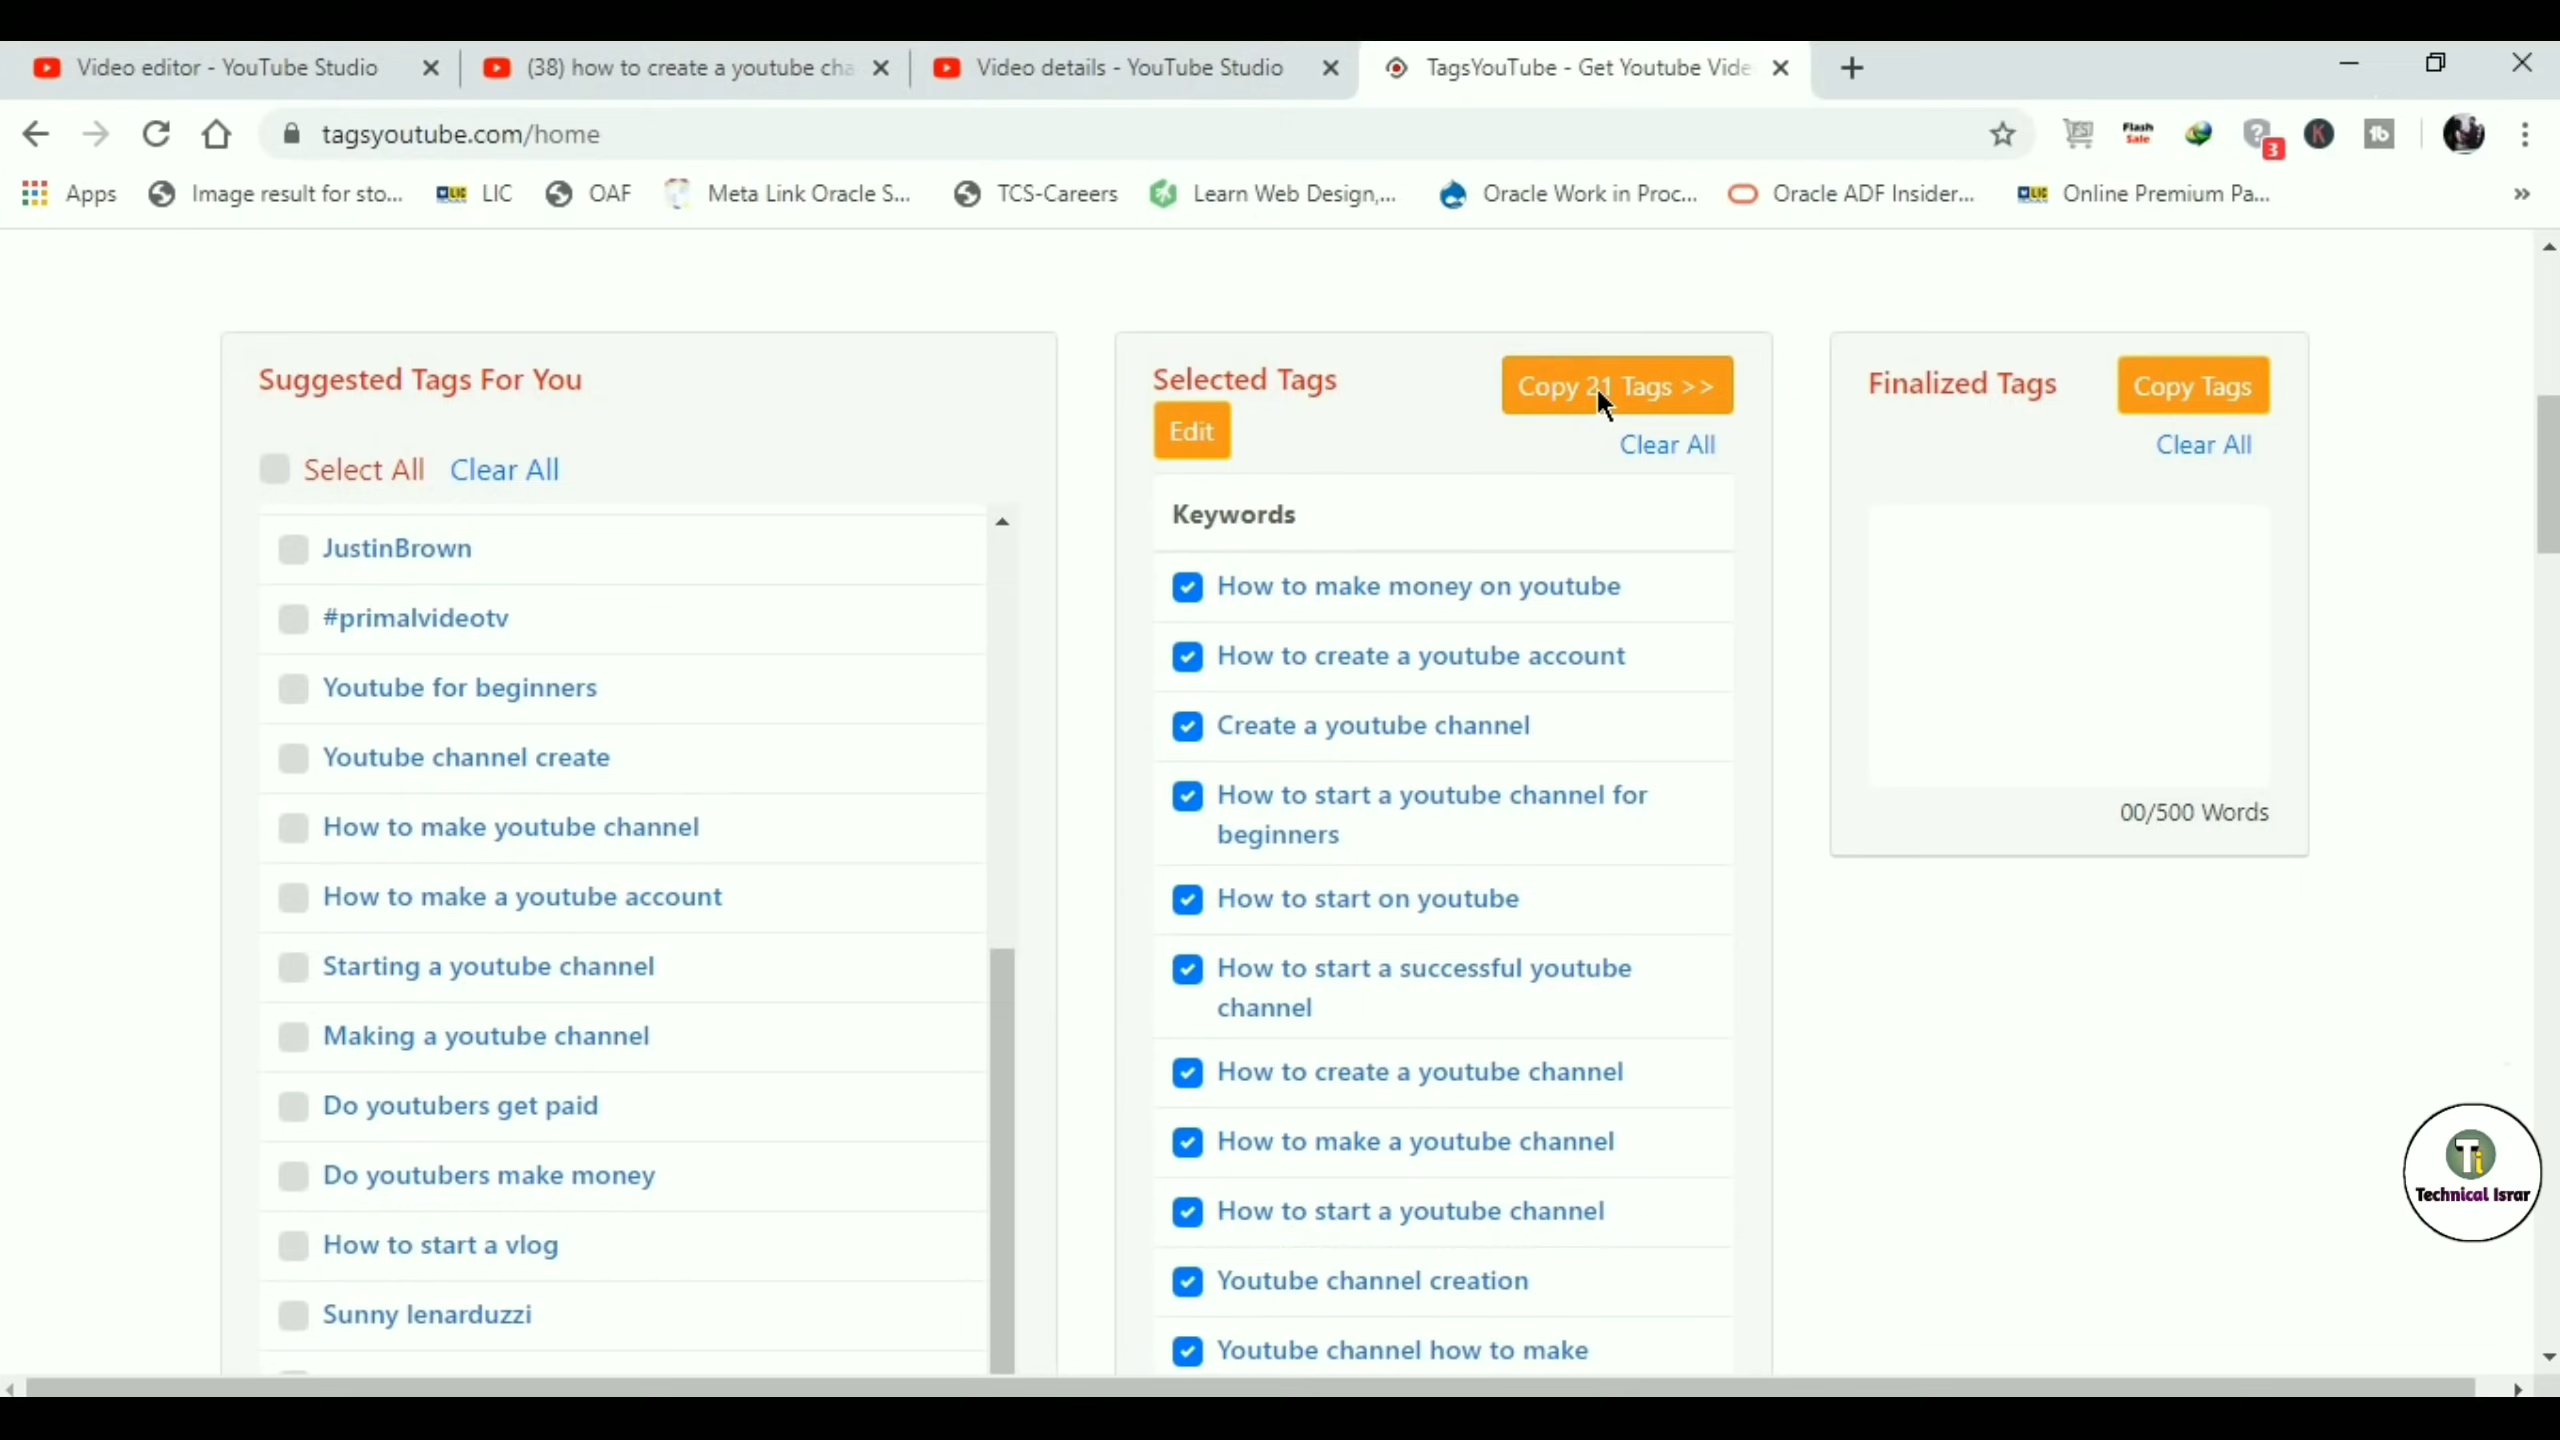 Video editor - YouTube Studio
(38) how to create a youtube cha
Video details - YouTube Studio
TagsYouTube - Get Youtube Vide
tagsyoutube.com/home
Flash
Sale
3
K
Apps
Image result for sto...
LIC
OAF
Meta Link Oracle S...
TCS-Careers
Learn Web Design,...
Oracle Work in Proc...
Oracle ADF Insider...
Online Premium Pa...
»
Suggested Tags For You
Select All Clear All
JustinBrown
#primalvideotv
Youtube for beginners
Youtube channel create
How to make youtube channel
How to make a youtube account
Starting a youtube channel
Making a youtube channel
Do youtubers get paid
Do youtubers make money
How to start a vlog
Sunny lenarduzzi
Selected Tags
Copy 21 Tags >>
Edit
Clear All
Keywords
How to make money on youtube
How to create a youtube account
Create a youtube channel
How to start a youtube channel for
beginners
How to start on youtube
How to start a successful youtube
channel
How to create a youtube channel
How to make a youtube channel
How to start a youtube channel
Youtube channel creation
Youtube channel how to make
Finalized Tags
Copy Tags
Clear All
00/500 Words
Ti
Technical Israr